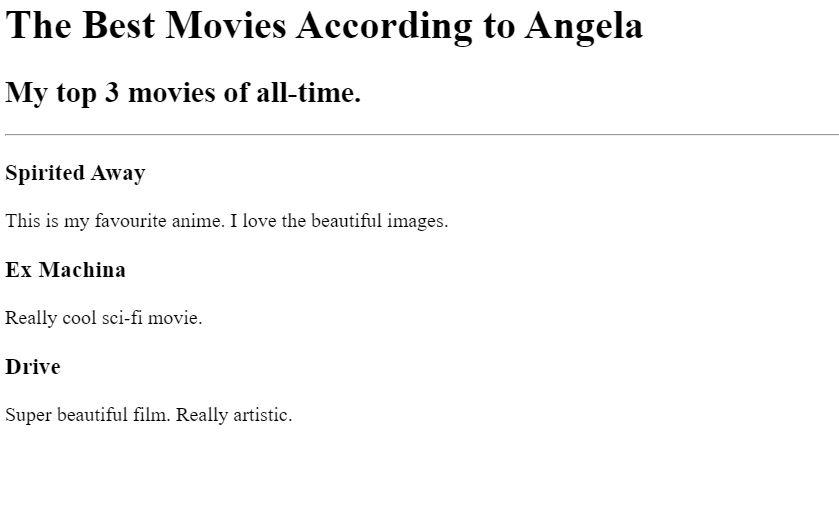 The Best Movies According to Angela
My top 3 movies of all-time.
Spirited Away
This is my favourite anime. I love the beautiful images.
Ex Machina
Really cool sci-fi movie.
Drive
Super beautiful film. Really artistic.